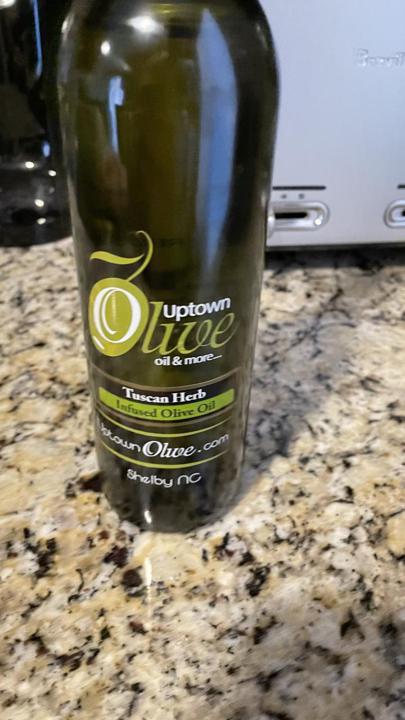 Uptown
Olive
oil & more...
Tuscan Herb
Infused Olive Oil
UptownOlive.com
Shelby NC